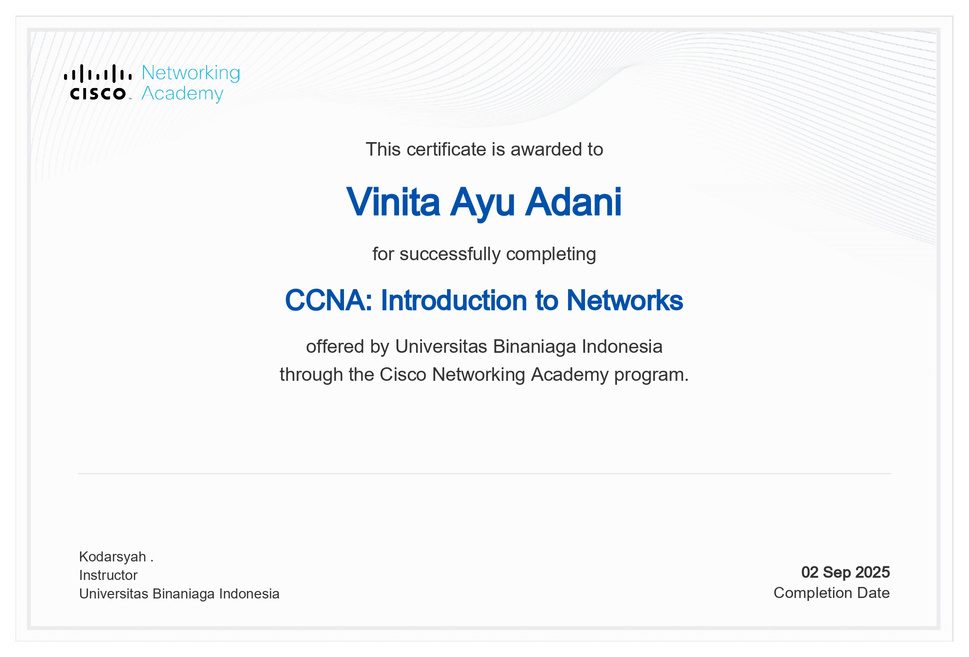 Networking
CISCO. Academy
This certificate is awarded to
Vinita Ayu Adani
for successfully completing
CCNA: Introduction to Networks
offered by Universitas Binaniaga Indonesia
through the Cisco Networking Academy program.
Kodarsyah .
Instructor
Universitas Binaniaga Indonesia
02 Sep 2025
Completion Date